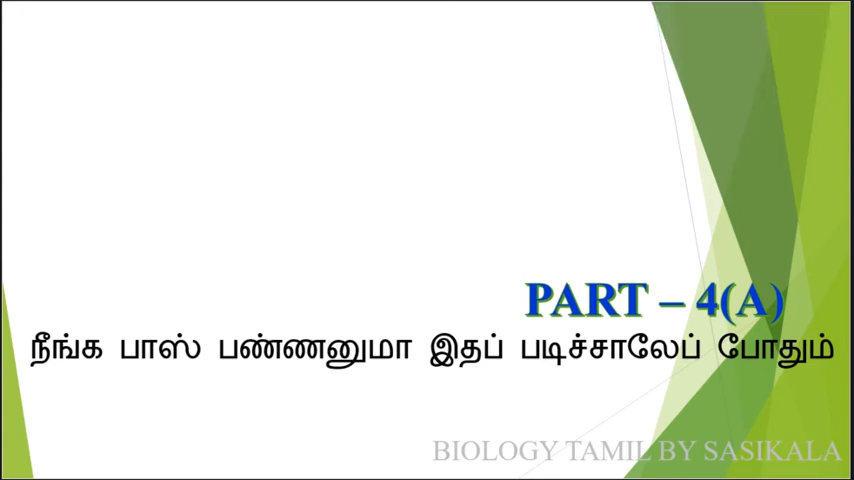 PART – 4(A)
நீங்க பாஸ் பண்ணனுமா இதப் படிச்சாலேப் போதும்
BIOLOGY TAMIL BY SASIKALA